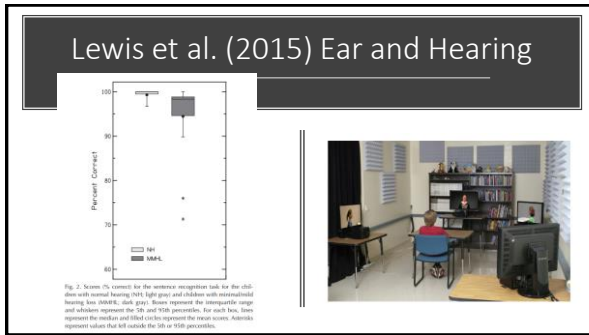 Lewis et al. (2015) Ear and Hearing
100
90
80
70
60
Percent Correct
NH
MMHL
Fig. 2. Scores (% correct) for the sentence recognition task for the chil-
dren with normal hearing (NH; light gray) and children with minimal/mild
hearing loss (MMHL; dark gray). Boxes represent the interquartile range
and whiskers represent the 5th and 95th percentiles. For each box, lines
represent the median and filled circles represent the mean scores. Asterisks
represent values that fell outside the 5th or 95th percentiles.